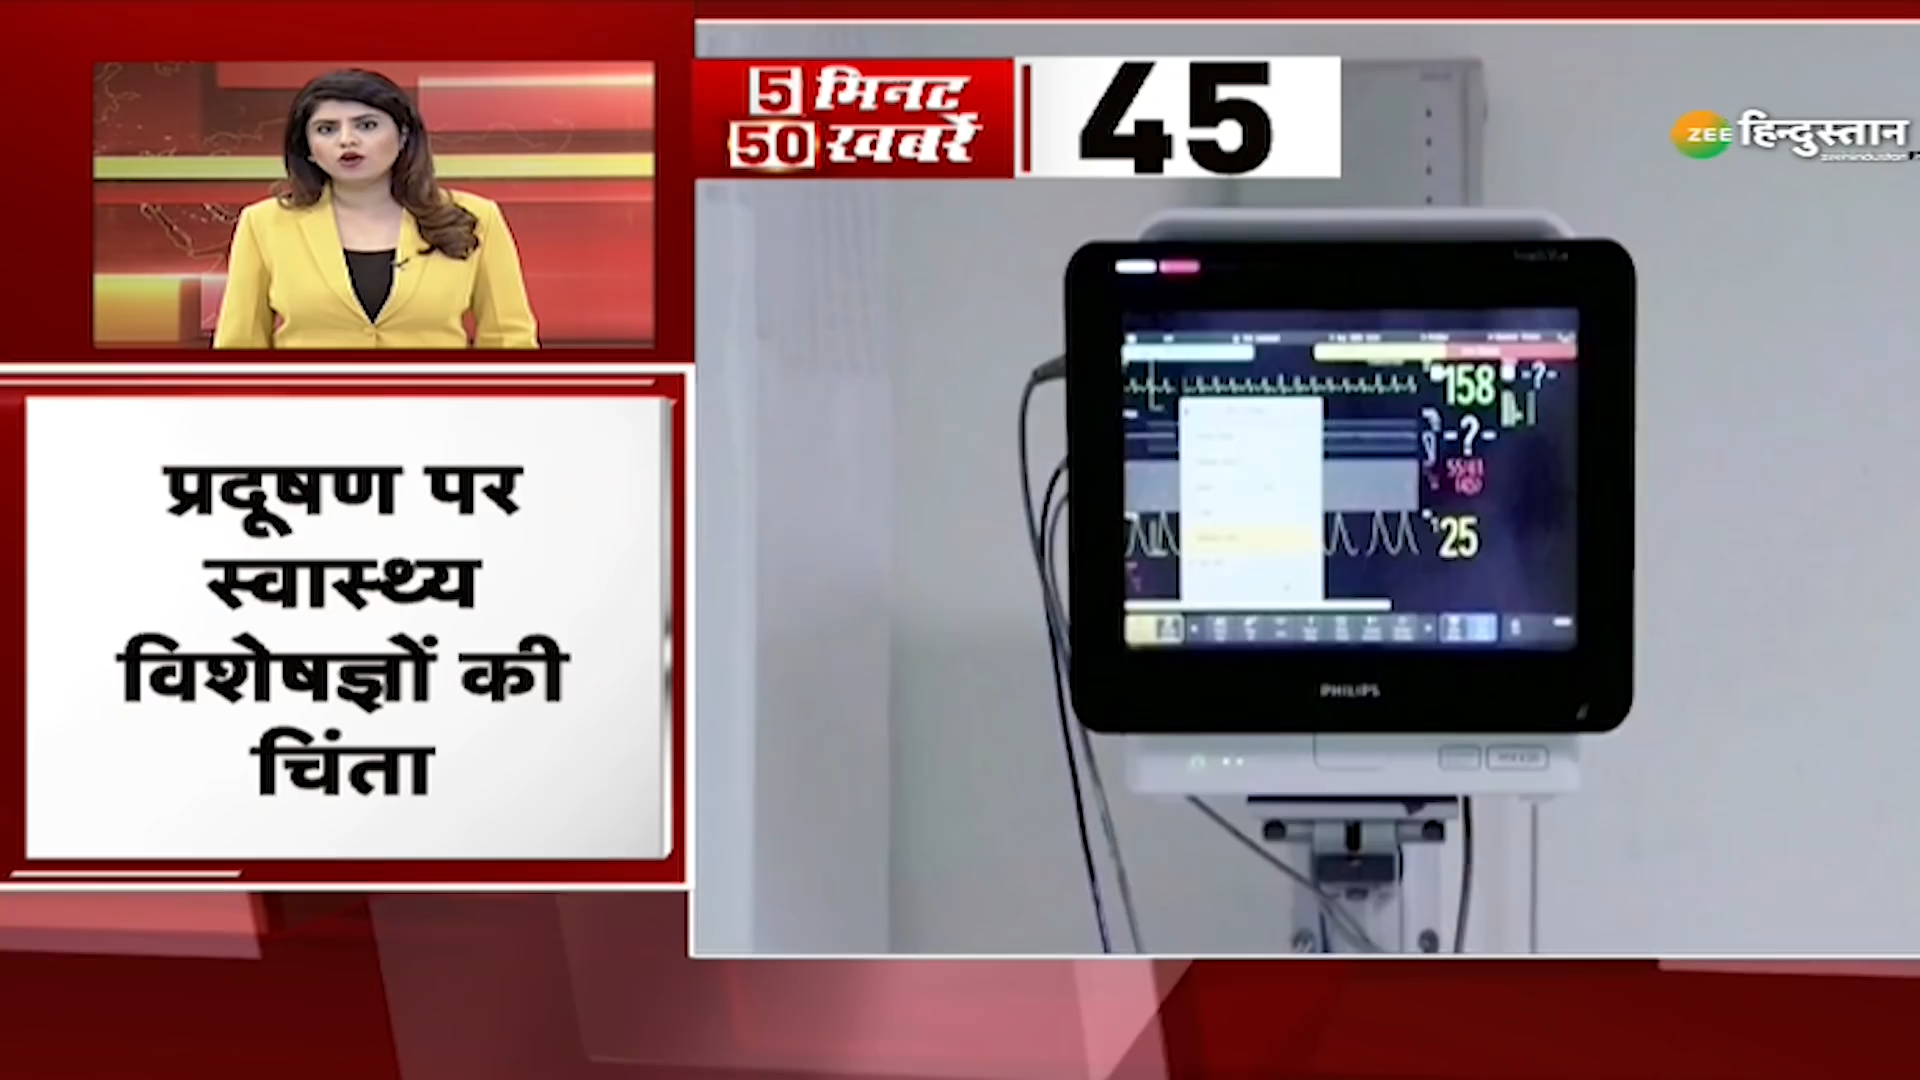 5 मिनट
50 खबरें
45
ZEE हिन्दुस्तान
प्रदूषण पर
स्वास्थ्य
विशेषज्ञों की
चिंता
158
-?-
-?-
25
PHILIPS